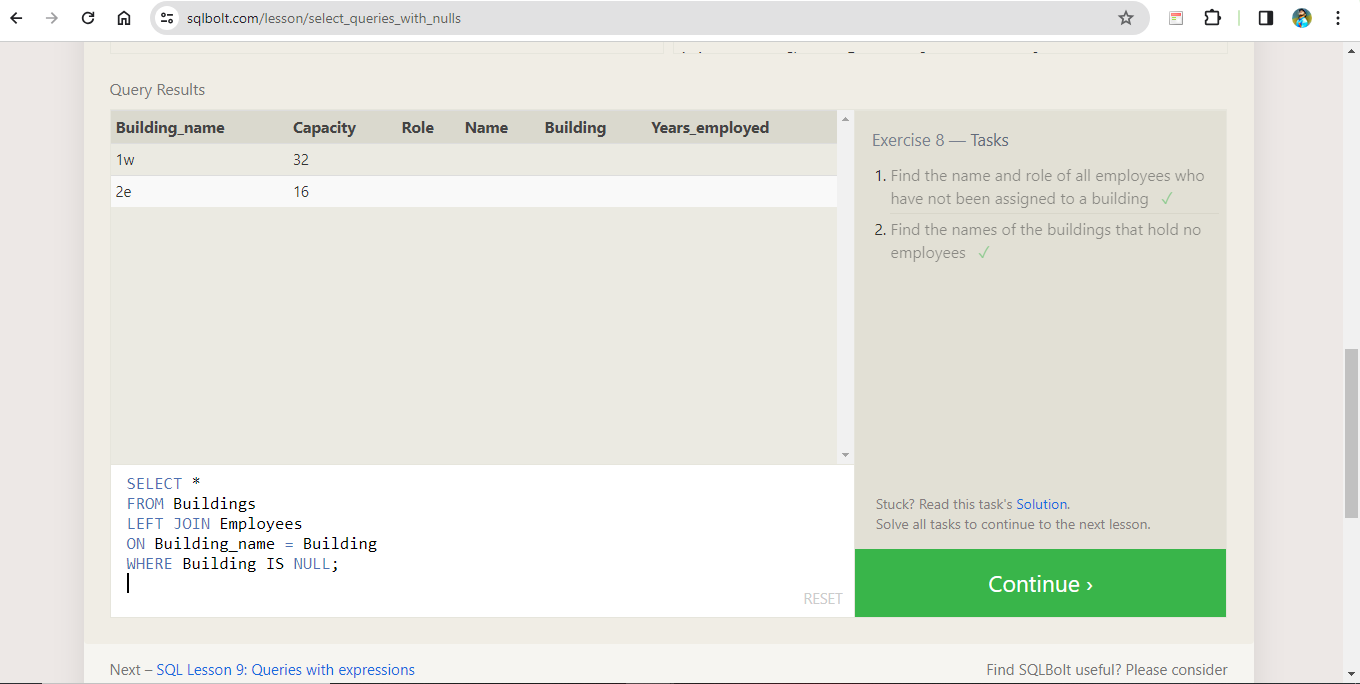 sqlbolt.com/lesson/select_queries_with_nulls
Query Results
Building_name Capacity Role Name Building Years_employed
1w 32
2e 16
Exercise 8 — Tasks
1. Find the name and role of all employees who
have not been assigned to a building ✓
2. Find the names of the buildings that hold no
employees ✓
SELECT *
FROM Buildings
LEFT JOIN Employees
ON Building_name = Building
WHERE Building IS NULL;
RESET
Stuck? Read this task's Solution.
Solve all tasks to continue to the next lesson.
Continue ›
Next – SQL Lesson 9: Queries with expressions
Find SQLBolt useful? Please consider